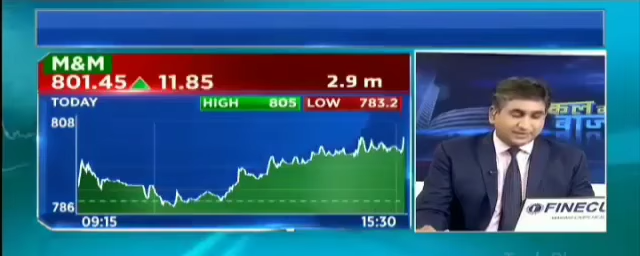 M&M
801.45 11.85 2.9 m
TODAY HIGH 805 LOW 783.2
808
786
09:15 15:30
कल
FINECU